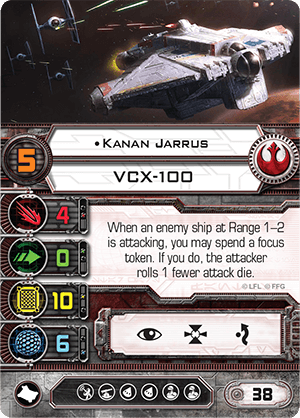 •Kanan Jarrus
5
VCX-100
4
When an enemy ship at Range 1–2
is attacking, you may spend a focus
token. If you do, the attacker
rolls 1 fewer attack die.
0
© LFL © FFG
10
6
38